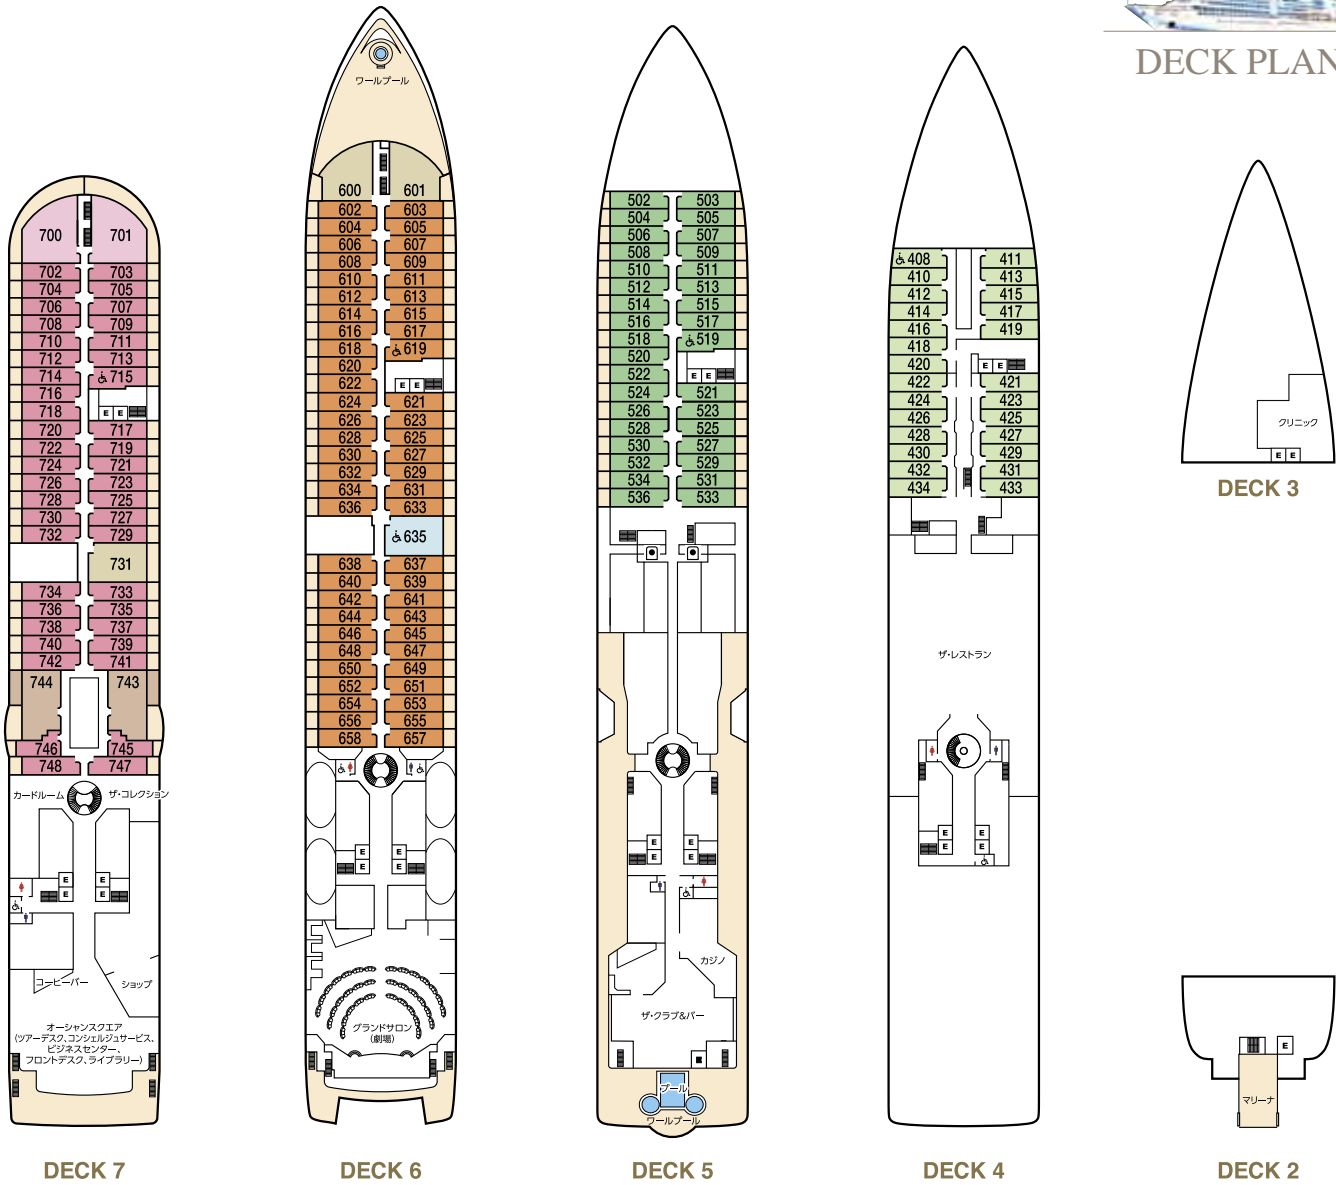 DECK PLAN
ワールプール
700 701
702 703
704 705
706 707
708 709
710 711
712 713
714 715
716
718
E E
720 717
722 719
724 721
726 723
728 725
730 727
732 729
731
734 733
736 735
738 737
740 739
742 741
744 743
746 745
748 747
カードルーム ザ・コレクション
E E
E E
コーヒーバー ショップ
オーシャンスクエア
(ツアーデスク、コンシェルジュサービス、
ビジネスセンター、
フロントデスク、ライブラリー)
DECK 7
600 601
602 603
604 605
606 607
608 609
610 611
612 613
614 615
616 617
618 619
620
622
E E
624 621
626 623
628 625
630 627
632 629
634 631
636 633
635
638 637
640 639
642 641
644 643
646 645
648 647
650 649
652 651
654 653
656 655
658 657
E E
E E
グランドサロン
(劇場)
DECK 6
502 503
504 505
506 507
508 509
510 511
512 513
514 515
516 517
518 519
520
522
E E
524 521
526 523
528 525
530 527
532 529
534 531
536 533
E E
E E
カジノ
ザ・クラブ&バー
プール
ワールプール
DECK 5
408 411
410 413
412 415
414 417
416 419
418
420
E E
422 421
424 423
426 425
428 427
430 429
432 431
434 433
ザ・レストラン
E E
E E
DECK 4
クリニック
E E
DECK 3
E
マリーナ
DECK 2